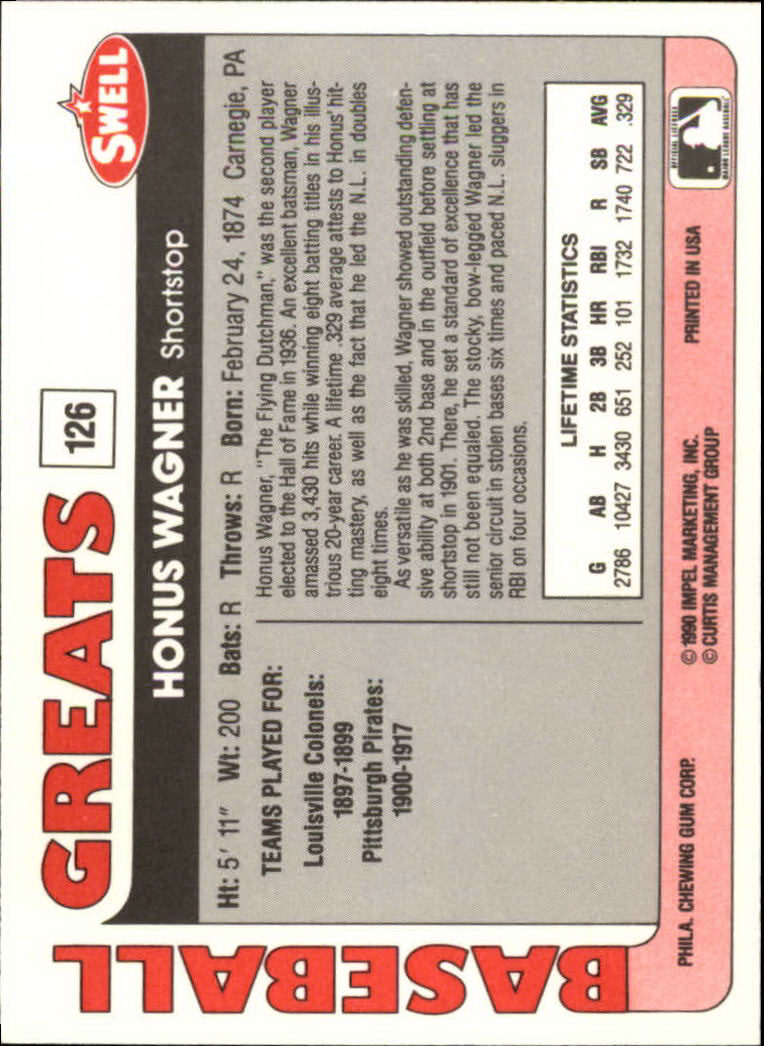 BASEBALL
GREATS
126
SWELL
HONUS WAGNER Shortstop
Ht: 5' 11" Wt: 200 Bats: R Throws: R Born: February 24, 1874 Carnegie, PA
TEAMS PLAYED FOR:
Louisville Colonels:
1897-1899
Pittsburgh Pirates:
1900-1917
Honus Wagner, "The Flying Dutchman," was the second player
elected to the Hall of Fame in 1936. An excellent batsman, Wagner
amassed 3,430 hits while winning eight batting titles in his illus-
trious 20-year career. A lifetime .329 average attests to Honus' hit-
ting mastery, as well as the fact that he led the N.L. in doubles
eight times.
As versatile as he was skilled, Wagner showed outstanding defen-
sive ability at both 2nd base and in the outfield before settling at
shortstop in 1901. There, he set a standard of excellence that has
still not been equaled. The stocky, bow-legged Wagner led the
senior circuit in stolen bases six times and paced N.L. sluggers in
RBI on four occasions.
LIFETIME STATISTICS
G AB H 2B 3B HR RBI R SB AVG
2786 10427 3430 651 252 101 1732 1740 722 .329
PHILA. CHEWING GUM CORP.
© 1990 IMPEL MARKETING, INC.
© CURTIS MANAGEMENT GROUP
PRINTED IN USA
OFFICIAL LICENSEE
MAJOR LEAGUE BASEBALL